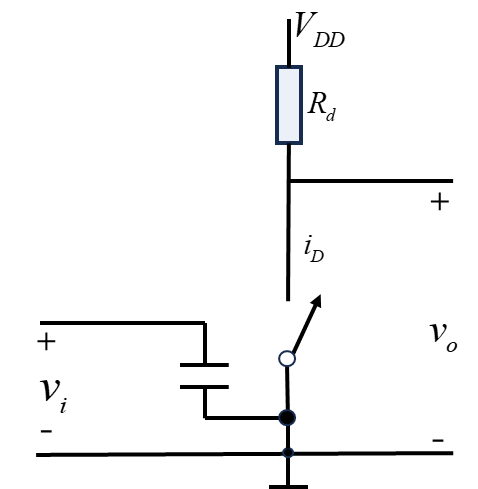 V_DD
R_d
+
i_D
+
v_o
v_i
-
-